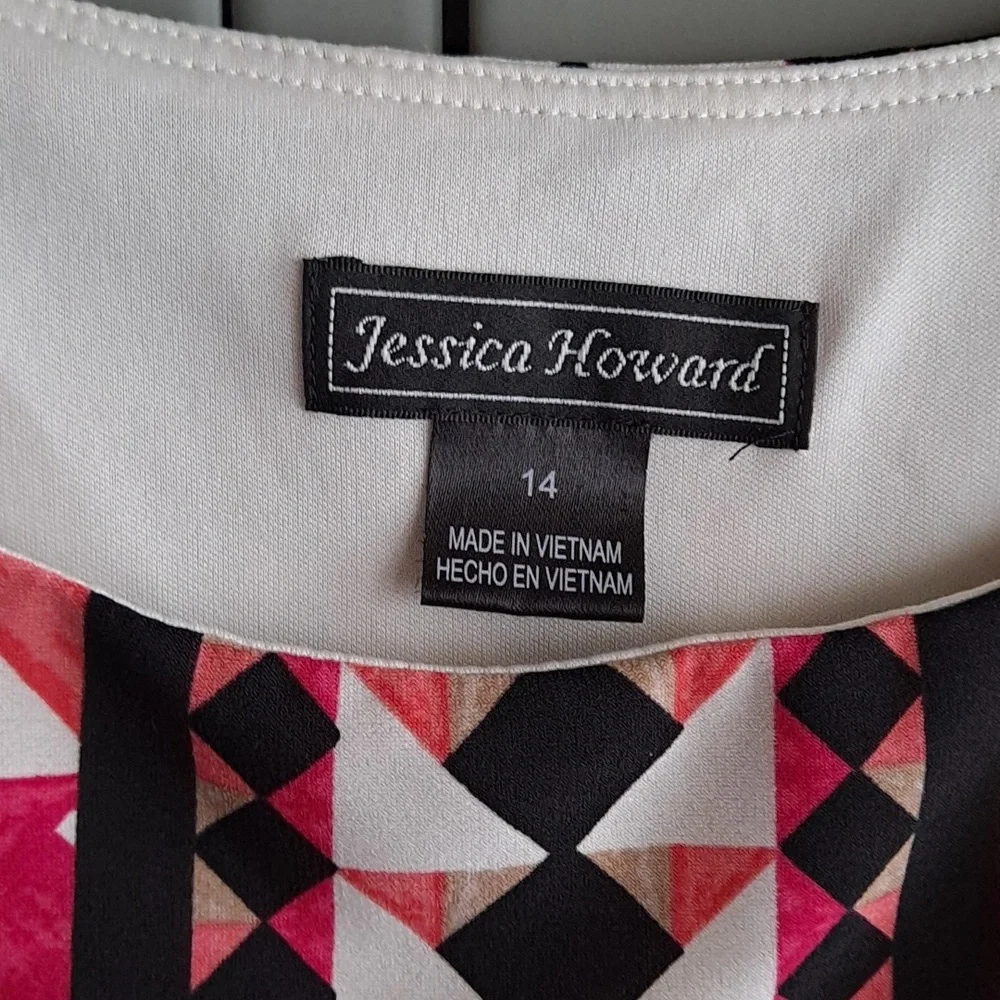 Jessica Howard
14
MADE IN VIETNAM
HECHO EN VIETNAM